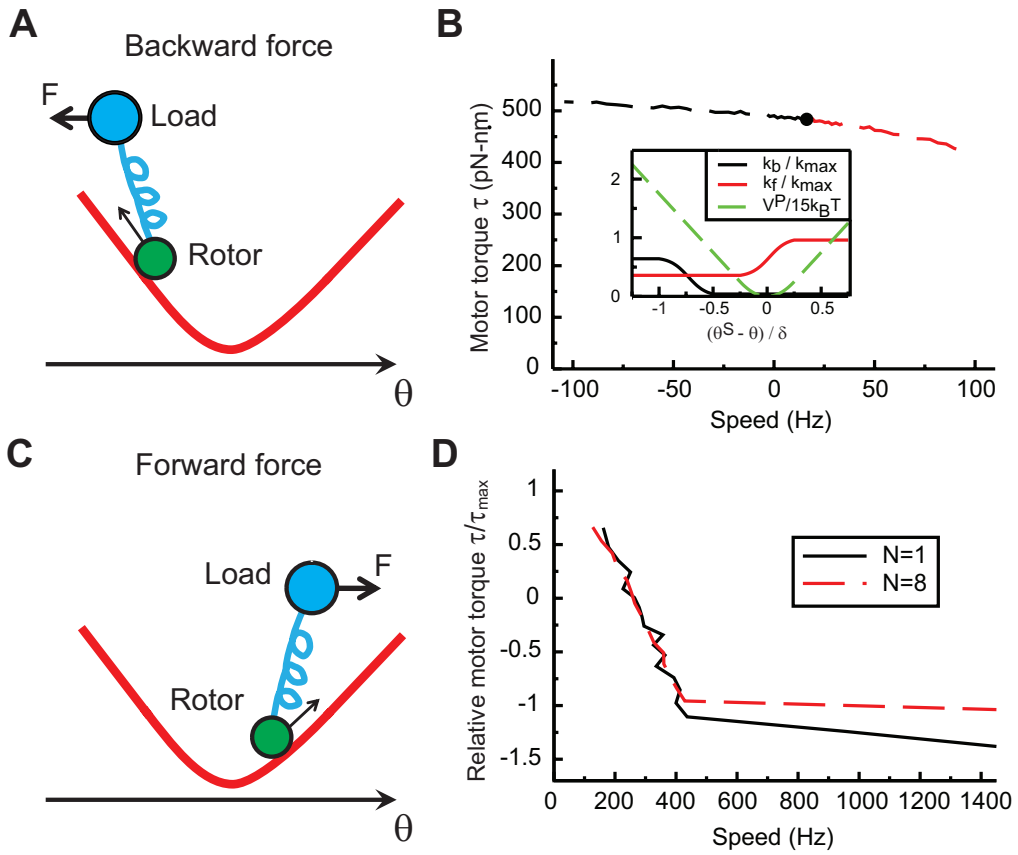 A
Backward force
F
Load
Rotor
θ
B
Motor torque τ (pN-nm)
500
400
300
200
100
0
-100
-50
0
50
100
Speed (Hz)
k_b / k_max
k_f / k_max
V^P/15k_BT
2
1
0
-1
-0.5
0
0.5
(θ^S - θ) / δ
C
Forward force
Load
F
Rotor
θ
D
Relative motor torque τ/τ_max
1
0.5
0
-0.5
-1
-1.5
0
200
400
600
800
1000
1200
1400
Speed (Hz)
N=1
N=8